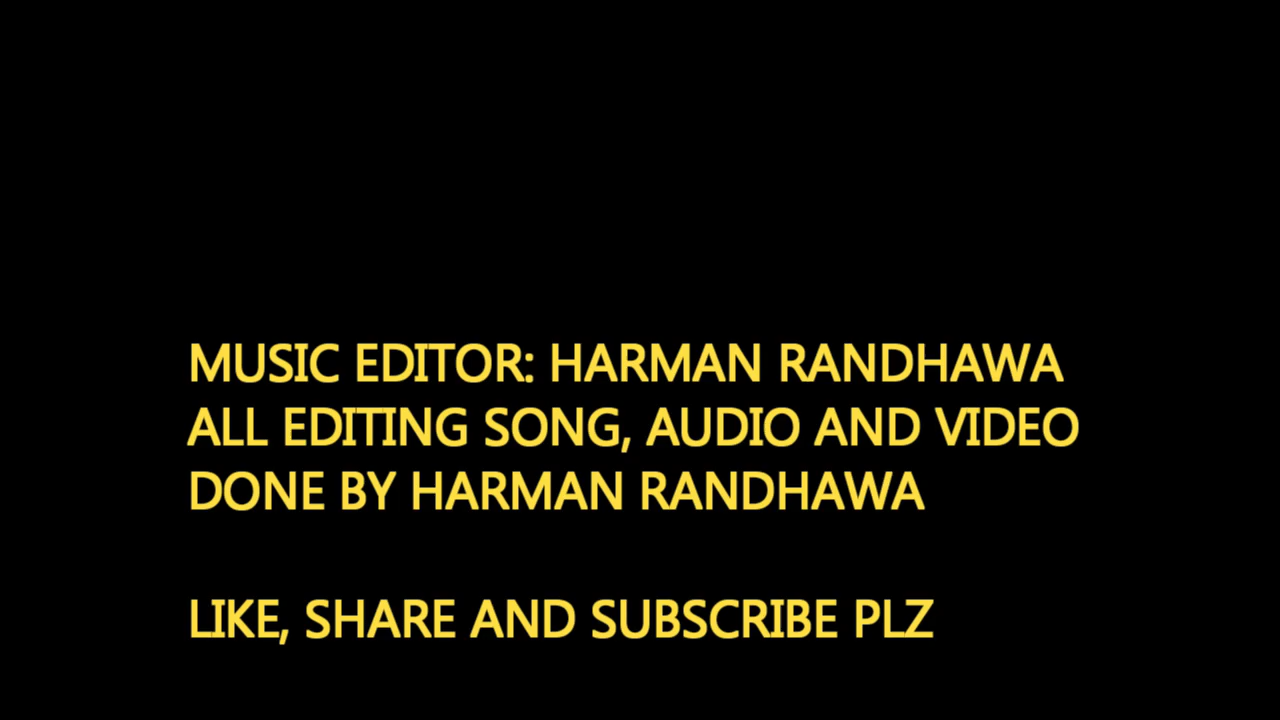 MUSIC EDITOR: HARMAN RANDHAWA
ALL EDITING SONG, AUDIO AND VIDEO
DONE BY HARMAN RANDHAWA
LIKE, SHARE AND SUBSCRIBE PLZ